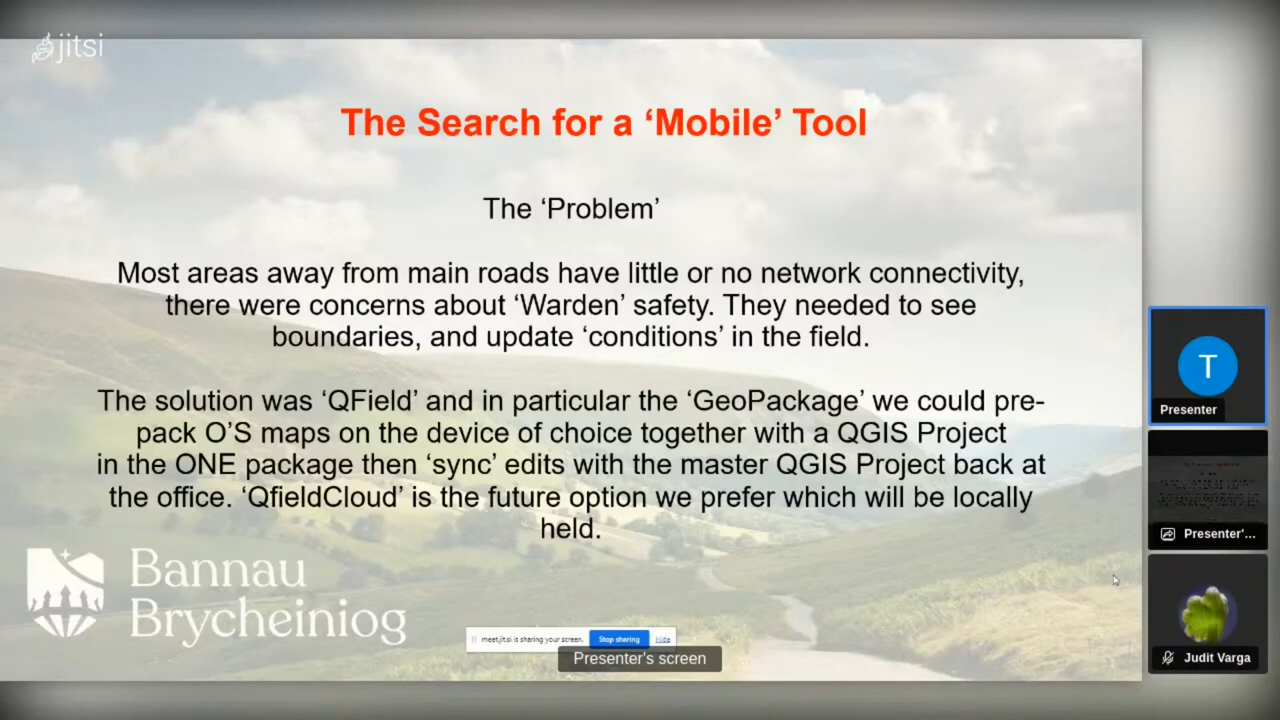 jitsi
The Search for a ‘Mobile’ Tool
The ‘Problem’
Most areas away from main roads have little or no network connectivity,
there were concerns about ‘Warden’ safety. They needed to see
boundaries, and update ‘conditions’ in the field.
The solution was ‘QField’ and in particular the ‘GeoPackage’ we could pre-
pack O’S maps on the device of choice together with a QGIS Project
in the ONE package then ‘sync’ edits with the master QGIS Project back at
the office. ‘QfieldCloud’ is the future option we prefer which will be locally
held.
Bannau
Brycheiniog
meet.jit.si is sharing your screen.
Stop sharing
Hide
Presenter's screen
T
Presenter
Presenter'...
Judit Varga